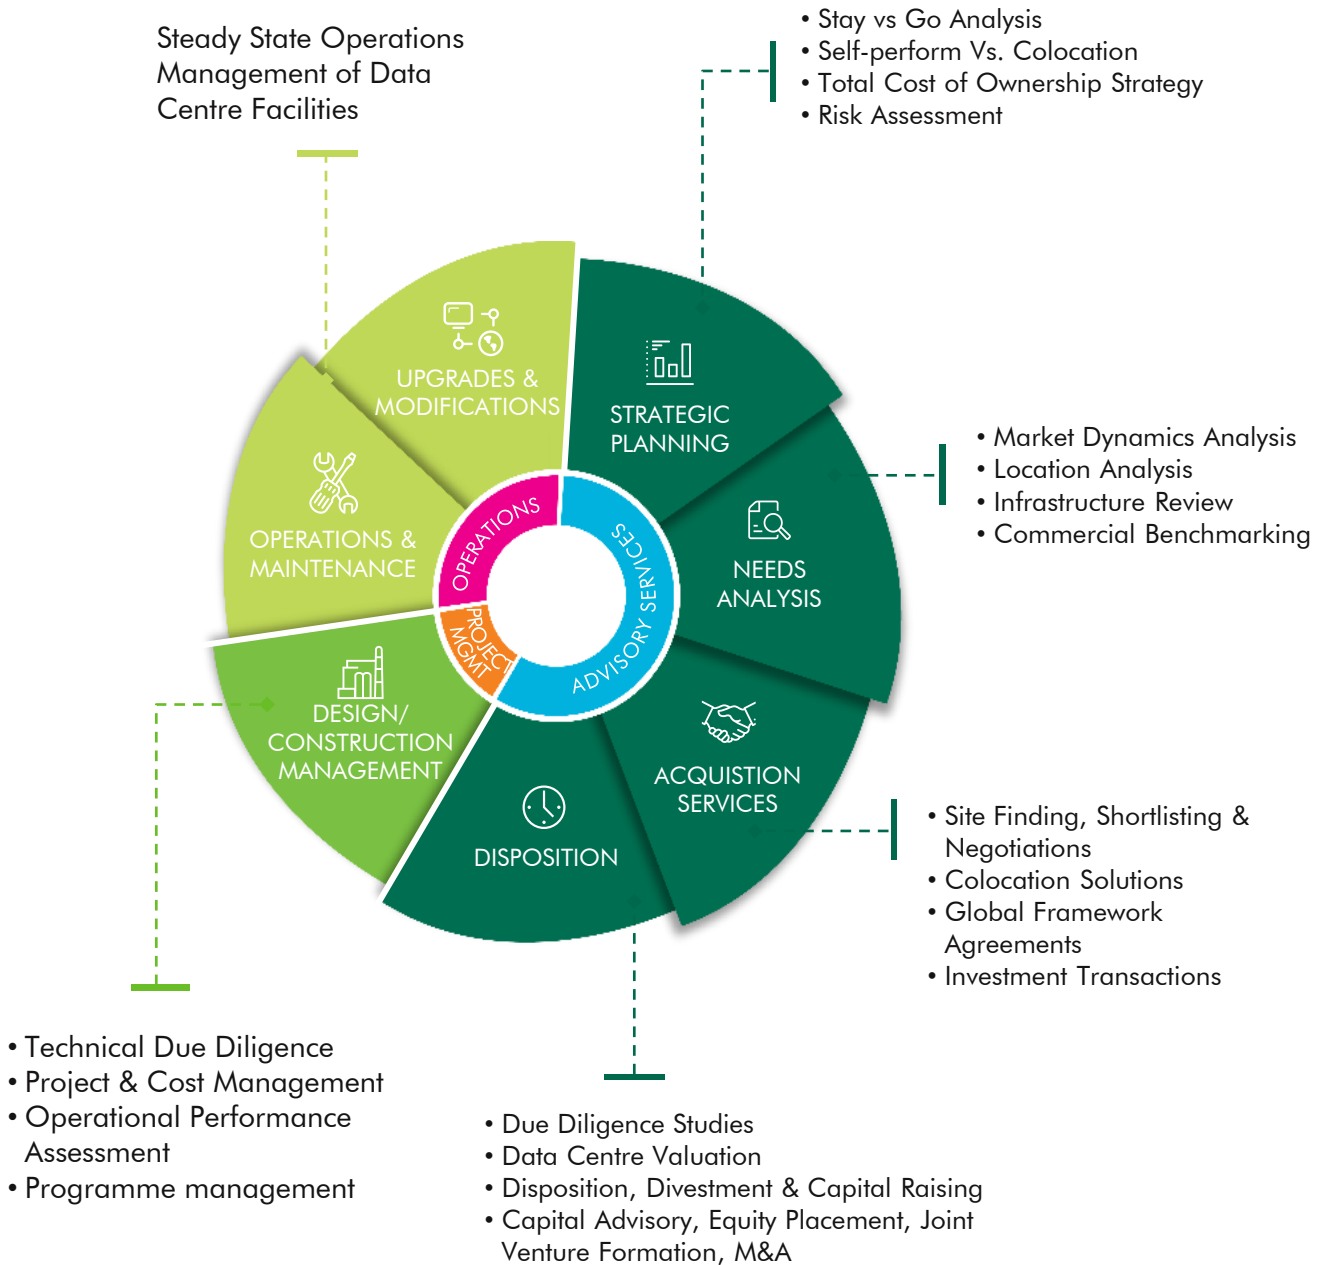 Steady State Operations
Management of Data
Centre Facilities
• Stay vs Go Analysis
• Self-perform Vs. Colocation
• Total Cost of Ownership Strategy
• Risk Assessment
UPGRADES &
MODIFICATIONS
STRATEGIC
PLANNING
• Market Dynamics Analysis
• Location Analysis
• Infrastructure Review
• Commercial Benchmarking
OPERATIONS &
MAINTENANCE
NEEDS
ANALYSIS
OPERATIONS
ADVISORY SERVICES
PROJECT
MGMT
DESIGN/
CONSTRUCTION
MANAGEMENT
ACQUISTION
SERVICES
DISPOSITION
• Site Finding, Shortlisting &
Negotiations
• Colocation Solutions
• Global Framework
Agreements
• Investment Transactions
• Technical Due Diligence
• Project & Cost Management
• Operational Performance
Assessment
• Programme management
• Due Diligence Studies
• Data Centre Valuation
• Disposition, Divestment & Capital Raising
• Capital Advisory, Equity Placement, Joint
Venture Formation, M&A